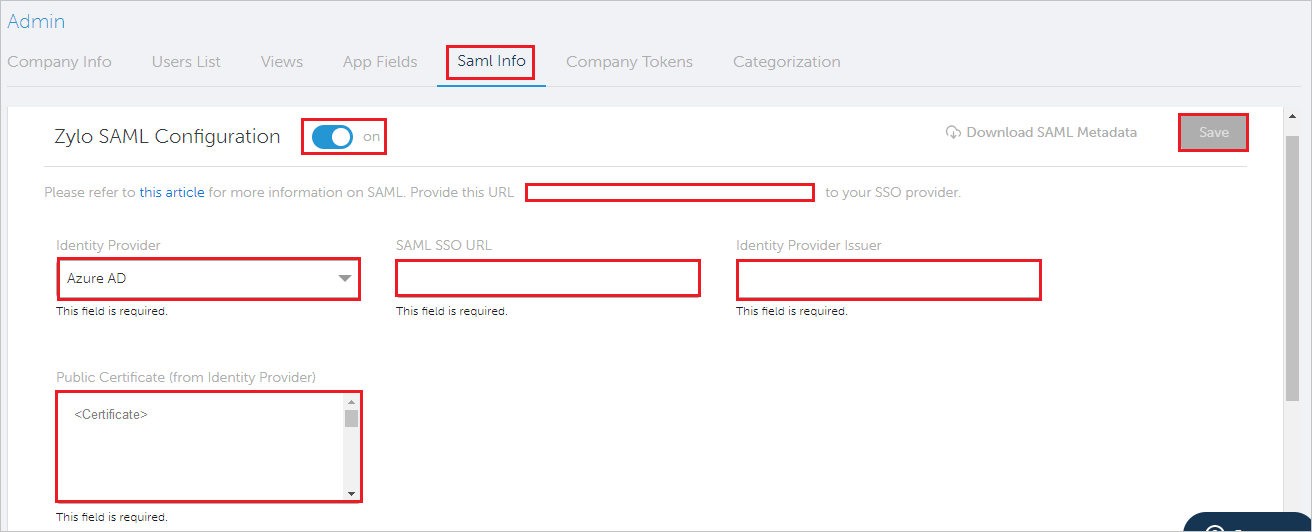 Admin
Company Info Users List Views App Fields Saml Info Company Tokens Categorization
Zylo SAML Configuration on Download SAML Metadata Save
Please refer to this article for more information on SAML. Provide this URL to your SSO provider.
Identity Provider SAML SSO URL Identity Provider Issuer
Azure AD
This field is required. This field is required. This field is required.
Public Certificate (from Identity Provider)
<Certificate>
This field is required.